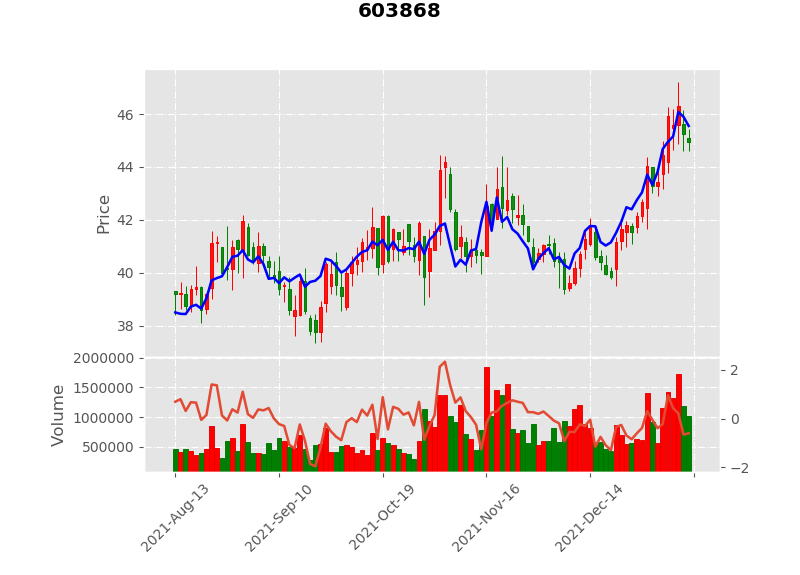 603868
46
44
42
40
38
Price
2000000
1500000
1000000
500000
Volume
2
0
−2
2021-Aug-13
2021-Sep-10
2021-Oct-19
2021-Nov-16
2021-Dec-14